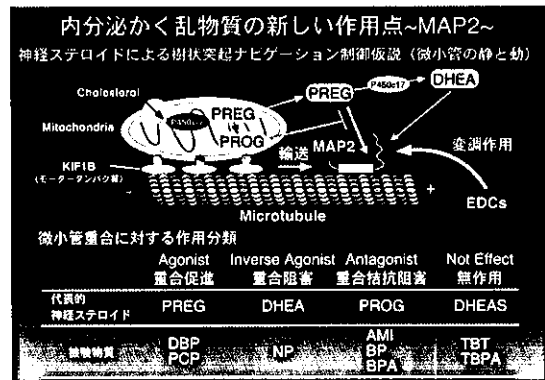 内分泌かく乱物質の新しい作用点~MAP2~
神経ステロイドによる樹状突起ナビゲーション制御仮説（微小管の静と動）
Cholesterol
P450scc
PREG
PROG
PREG
P450c17
DHEA
Mitochondria
KIF1B
(モータータンパク質)
輸送
MAP2
変調作用
EDCs
- +
Microtubule
微小管重合に対する作用分類
Agonist Inverse Agonist Antagonist Not Effect
重合促進 重合阻害 重合拮抗阻害 無作用
代表的
神経ステロイド PREG DHEA PROG DHEAS
被験物質 DBP NP AMI TBT
PCP BP TBPA
BPA